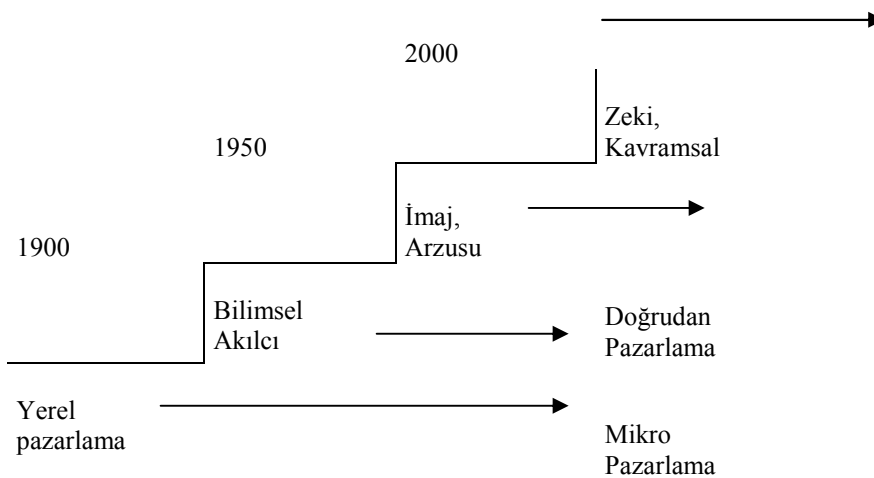 2000
Zeki,
Kavramsal
1950
İmaj,
Arzusu
1900
Bilimsel
Akılcı
Doğrudan
Pazarlama
Yerel
pazarlama
Mikro
Pazarlama